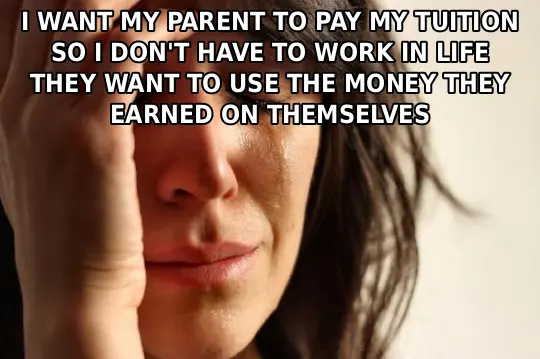 I WANT MY PARENT TO PAY MY TUITION
SO I DON'T HAVE TO WORK IN LIFE
THEY WANT TO USE THE MONEY THEY
EARNED ON THEMSELVES